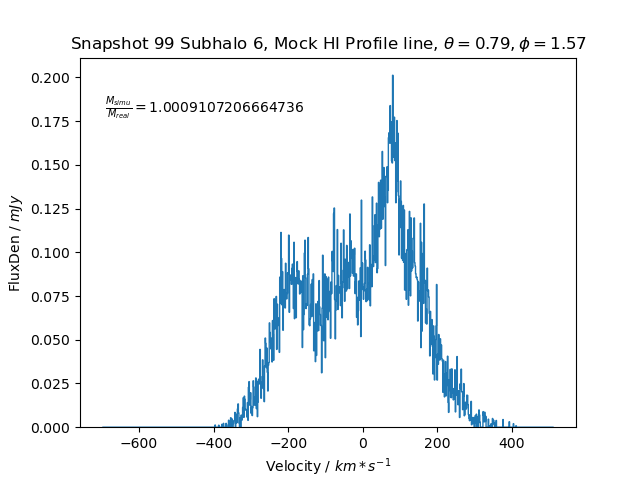 Snapshot 99 Subhalo 6, Mock HI Profile line, θ = 0.79, ϕ = 1.57
M_simu/M_real = 1.0009107206664736
FluxDen / mJy
0.200
0.175
0.150
0.125
0.100
0.075
0.050
0.025
0.000
−600 −400 −200 0 200 400
Velocity / km * s⁻¹